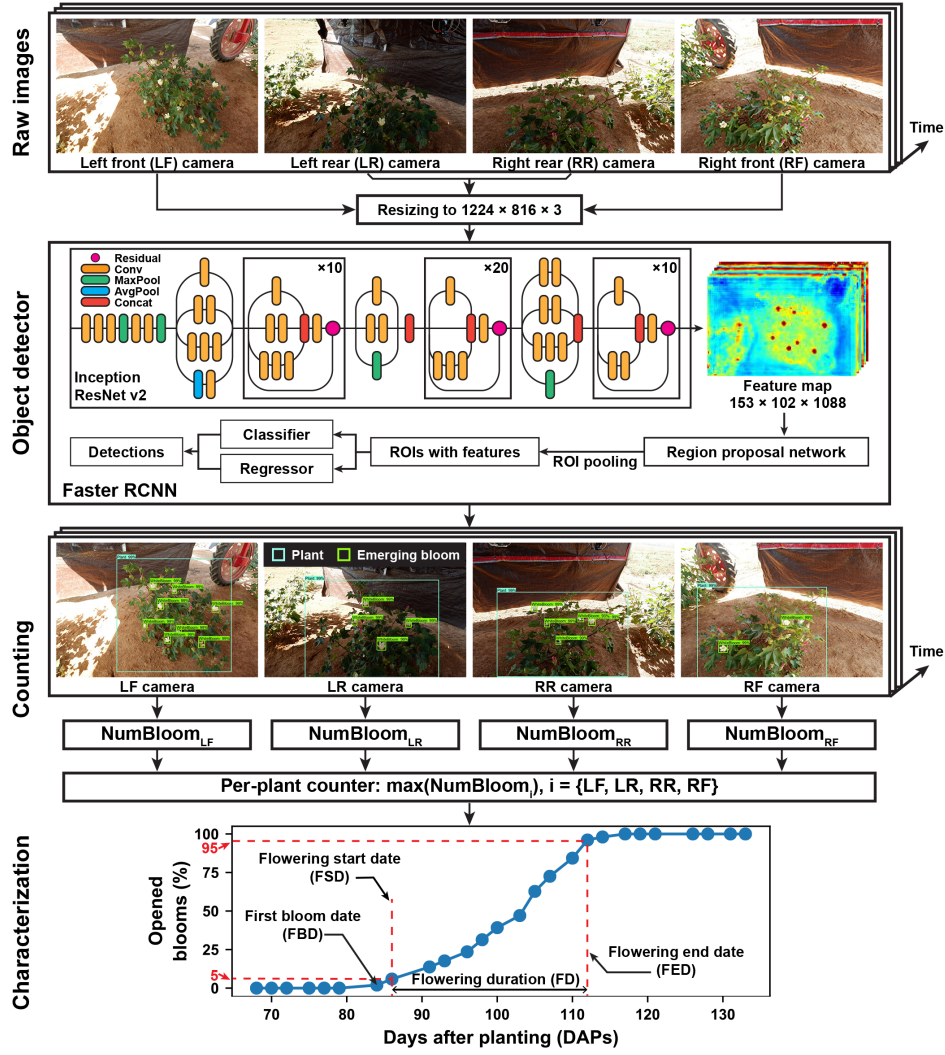 Raw images
Left front (LF) camera
Left rear (LR) camera
Right rear (RR) camera
Right front (RF) camera
Time
Resizing to 1224 × 816 × 3
Object detector
Residual
Conv
MaxPool
AvgPool
Concat
×10
×20
×10
Inception
ResNet v2
Feature map
153 × 102 × 1088
Detections
Classifier
Regressor
ROIs with features
ROI pooling
Region proposal network
Faster RCNN
Counting
Plant
Emerging bloom
LF camera
LR camera
RR camera
RF camera
Time
NumBloom_LF
NumBloom_LR
NumBloom_RR
NumBloom_RF
Per-plant counter: max(NumBloom_i), i = {LF, LR, RR, RF}
Characterization
Opened
blooms (%)
100
95
75
50
25
5
0
Flowering start date
(FSD)
First bloom date
(FBD)
Flowering duration (FD)
Flowering end date
(FED)
70
80
90
100
110
120
130
Days after planting (DAPs)